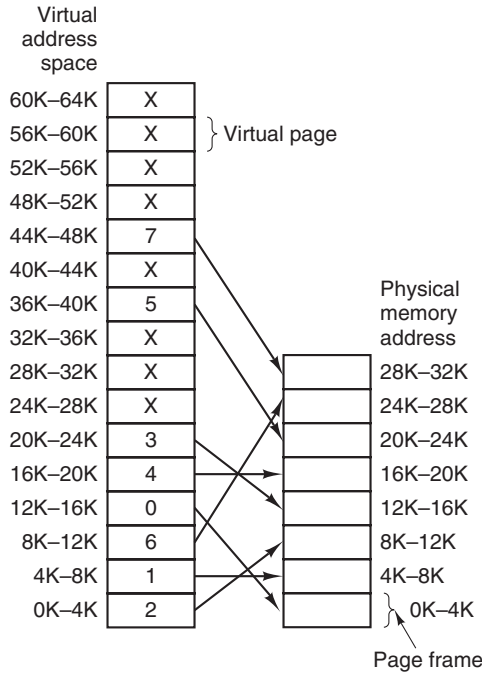 Virtual
address
space
60K–64K X
56K–60K X Virtual page
52K–56K X
48K–52K X
44K–48K 7
40K–44K X
36K–40K 5
Physical
memory
address
32K–36K X
28K–32K X 28K–32K
24K–28K X 24K–28K
20K–24K 3 20K–24K
16K–20K 4 16K–20K
12K–16K 0 12K–16K
8K–12K 6 8K–12K
4K–8K 1 4K–8K
0K–4K 2 0K–4K
Page frame